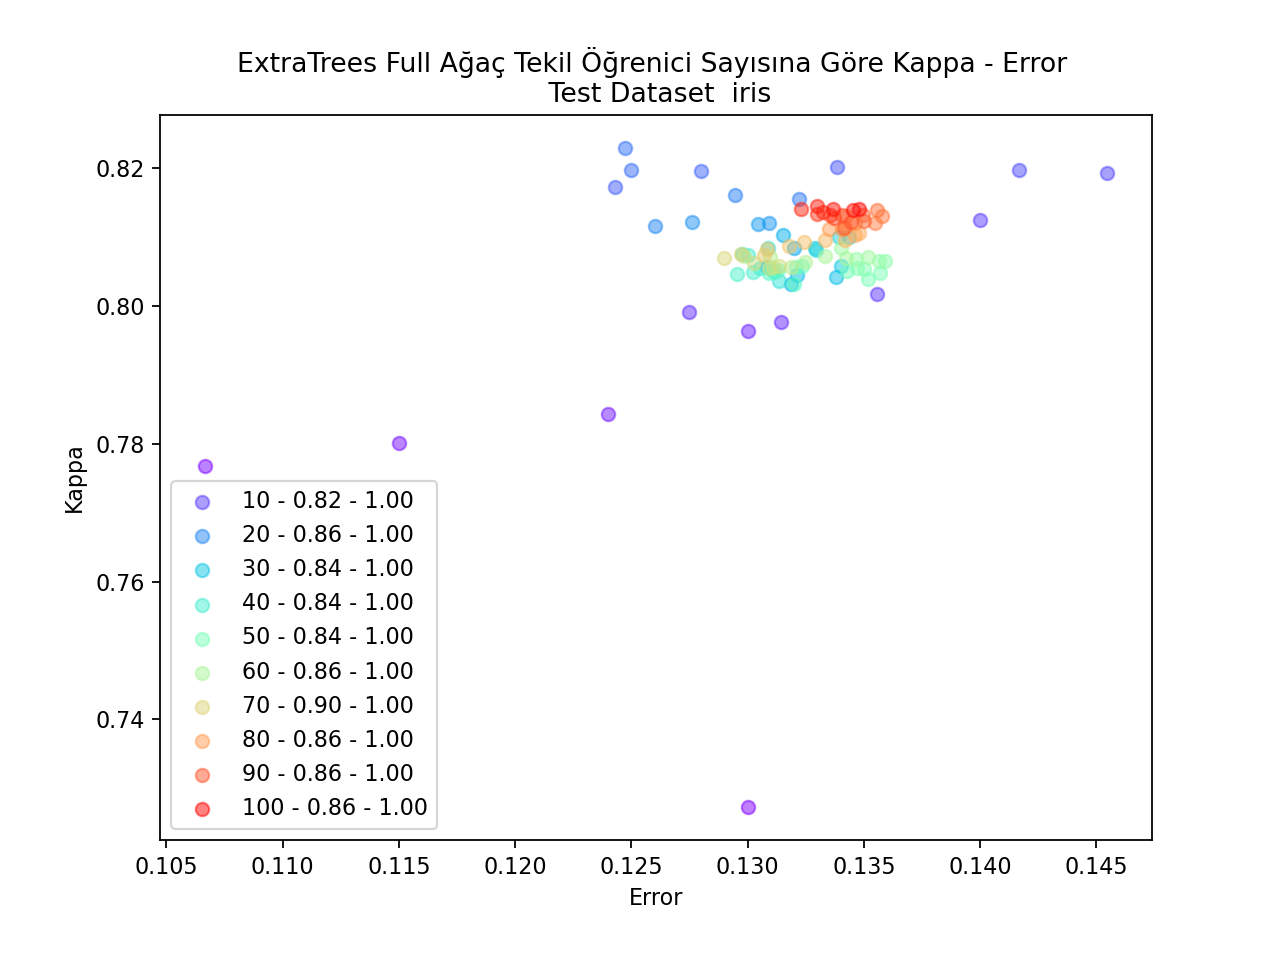 ExtraTrees Full Ağaç Tekil Öğrenici Sayısına Göre Kappa - Error
Test Dataset  iris
Kappa
0.82
0.80
0.78
0.76
0.74
10 - 0.82 - 1.00
20 - 0.86 - 1.00
30 - 0.84 - 1.00
40 - 0.84 - 1.00
50 - 0.84 - 1.00
60 - 0.86 - 1.00
70 - 0.90 - 1.00
80 - 0.86 - 1.00
90 - 0.86 - 1.00
100 - 0.86 - 1.00
0.105 0.110 0.115 0.120 0.125 0.130 0.135 0.140 0.145
Error